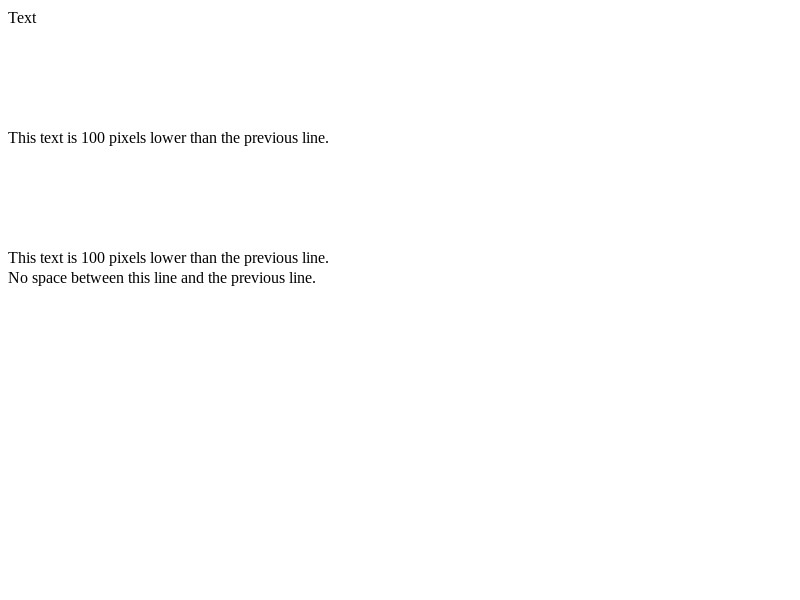 Text
This text is 100 pixels lower than the previous line.
This text is 100 pixels lower than the previous line.
No space between this line and the previous line.